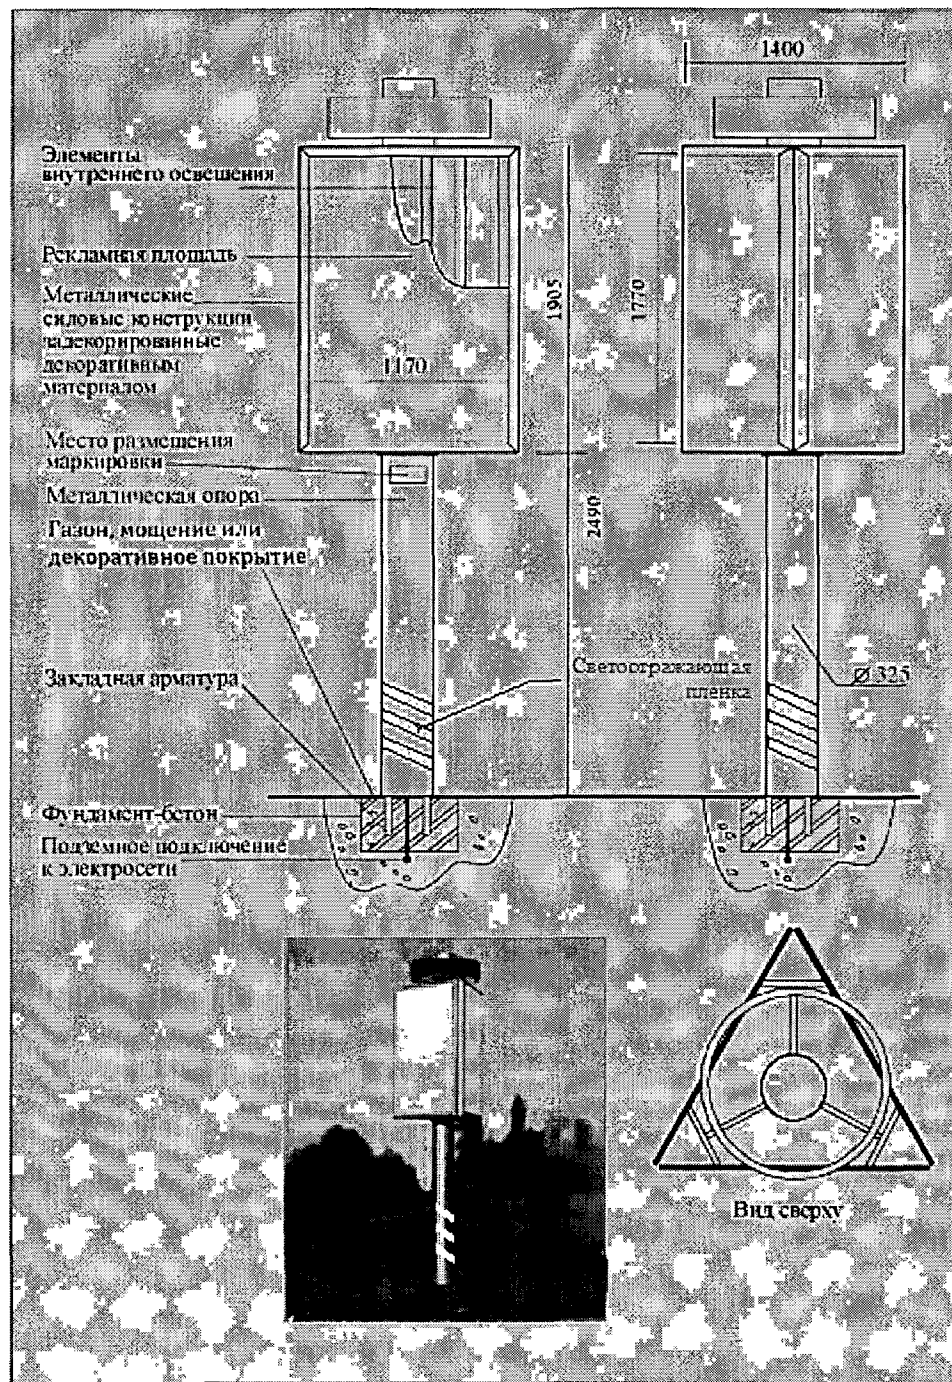 1400
Элементы
внутреннего освещения
Рекламная площадь
Металлические
силовые конструкции
задекорированные
декоративным
материалом
1170
1905
1770
Место размещения
маркировки
Металлическая опора
2490
Газон, мощение или
декоративное покрытие
Закладная арматура
Светоотражающая
пленка
Ø 325
Фундамент-бетон
Подземное подключение
к электросети
Вид сверху